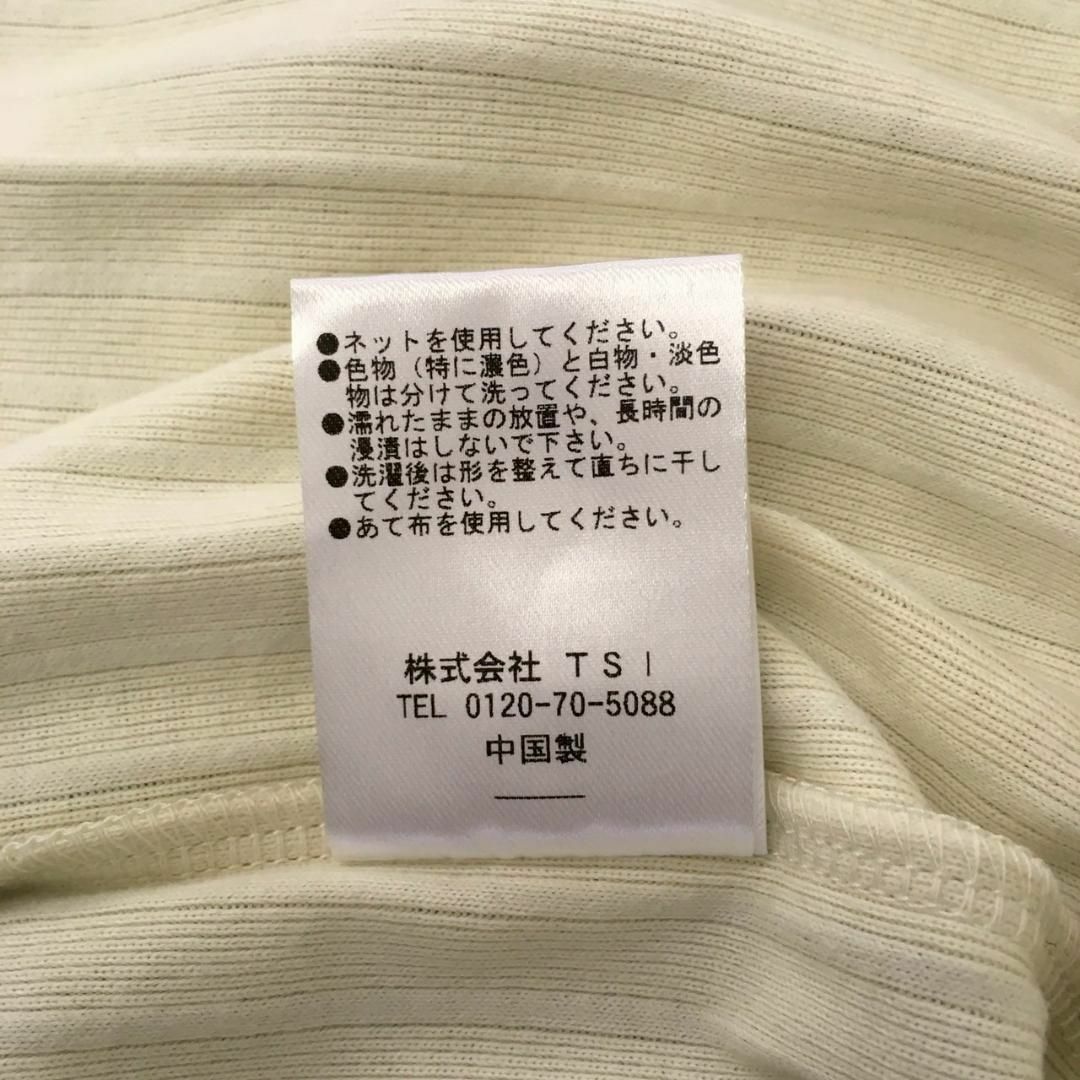 ●ネットを使用してください。
●色物（特に濃色）と白物・淡色
物は分けて洗ってください。
●濡れたままの放置や、長時間の
浸漬はしないで下さい。
●洗濯後は形を整えて直ちに干し
てください。
●あて布を使用してください。
株式会社 ＴＳＩ
TEL 0120-70-5088
中国製